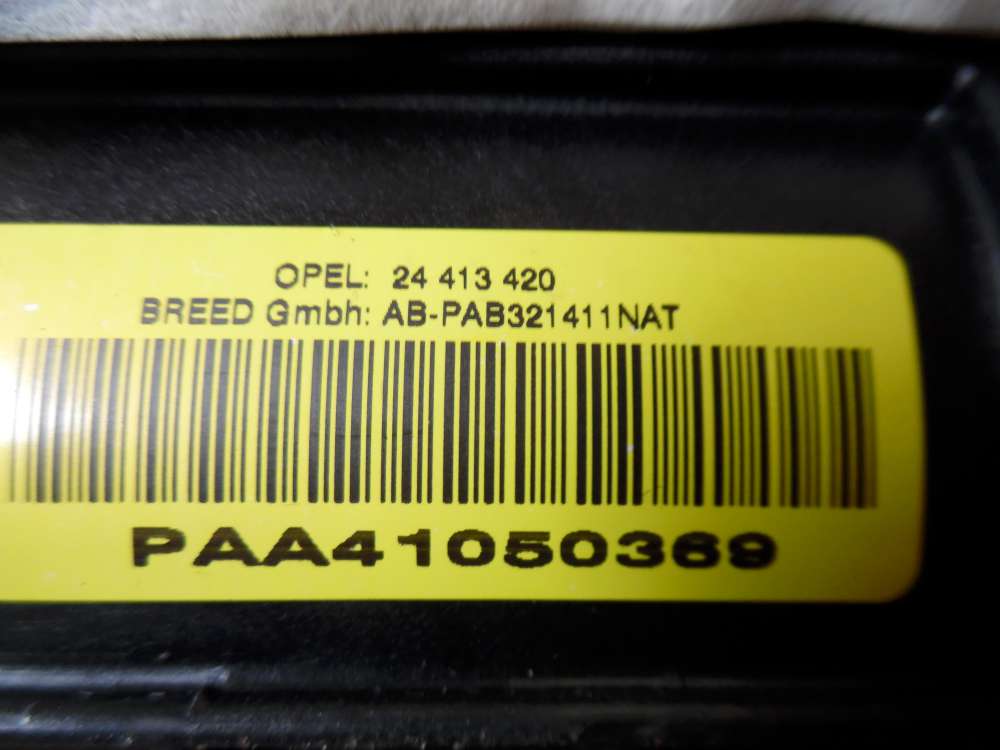 OPEL: 24 413 420
BREED Gmbh: AB-PAB321411NAT
PAA41050369